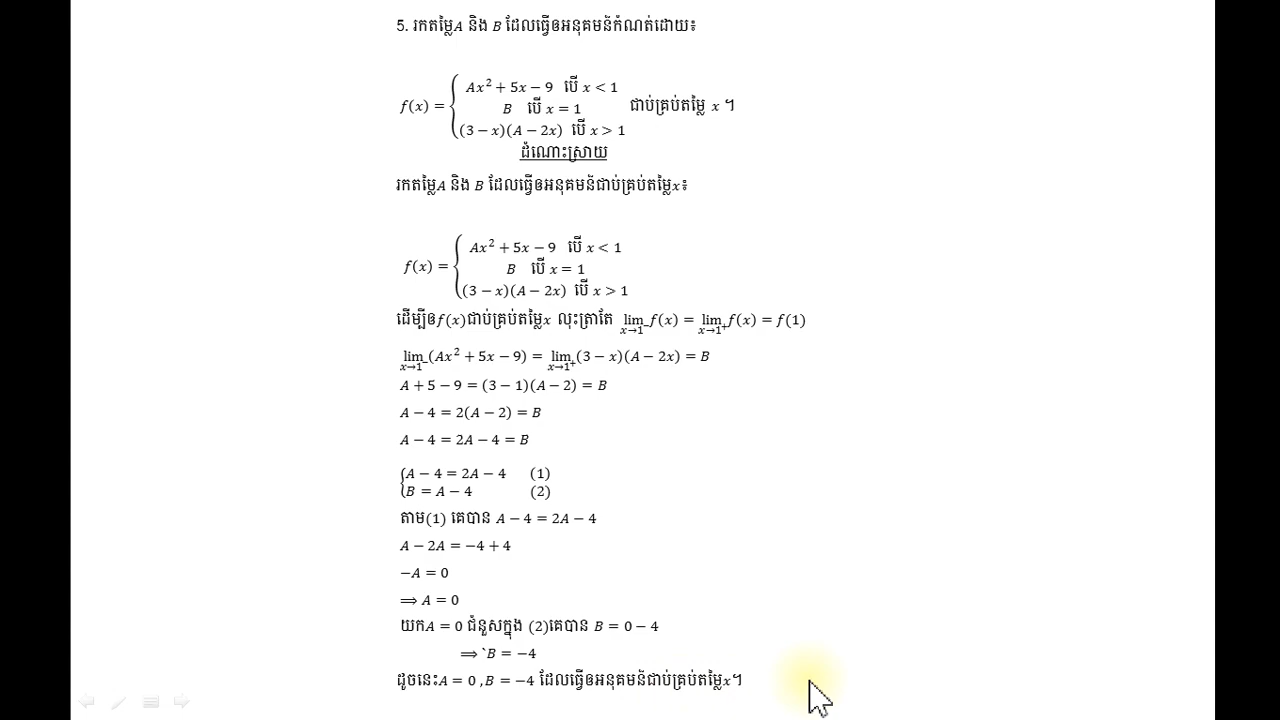 5. រកតម្លៃA និង B ដែលធ្វើឲអនុគមន៍កំណត់ដោយ៖
Ax² + 5x − 9 បើ x < 1
f(x) = { B បើ x = 1 ជាប់គ្រប់តម្លៃ x ។
(3 − x)(A − 2x) បើ x > 1
ដំណោះស្រាយ
រកតម្លៃA និង B ដែលធ្វើឲអនុគមន៍ជាប់គ្រប់តម្លៃx៖
Ax² + 5x − 9 បើ x < 1
f(x) = { B បើ x = 1
(3 − x)(A − 2x) បើ x > 1
ដើម្បីឲf(x)ជាប់គ្រប់តម្លៃx លុះត្រាតែ lim x→1⁻ f(x) = lim x→1⁺ f(x) = f(1)
lim x→1⁻ (Ax² + 5x − 9) = lim x→1⁺ (3 − x)(A − 2x) = B
A + 5 − 9 = (3 − 1)(A − 2) = B
A − 4 = 2(A − 2) = B
A − 4 = 2A − 4 = B
{A − 4 = 2A − 4 (1)
B = A − 4 (2)
តាម(1) គេបាន A − 4 = 2A − 4
A − 2A = −4 + 4
−A = 0
⟹ A = 0
យកA = 0 ជំនួសក្នុង (2)គេបាន B = 0 − 4
⟹ `B = −4
ដូចនេះA = 0 ,B = −4 ដែលធ្វើឲអនុគមន៍ជាប់គ្រប់តម្លៃx។